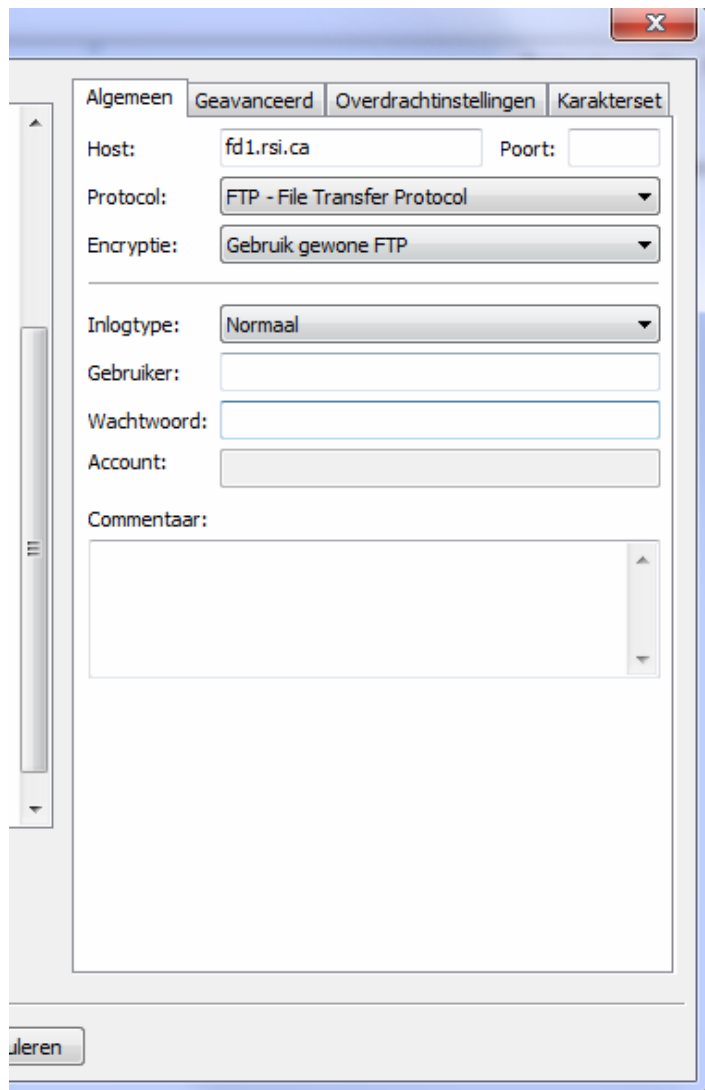 Algemeen Geavanceerd Overdrachtinstellingen Karakterset
Host: fd1.rsi.ca Poort:
Protocol: FTP - File Transfer Protocol
Encryptie: Gebruik gewone FTP
Inlogtype: Normaal
Gebruiker:
Wachtwoord:
Account:
Commentaar:
uleren